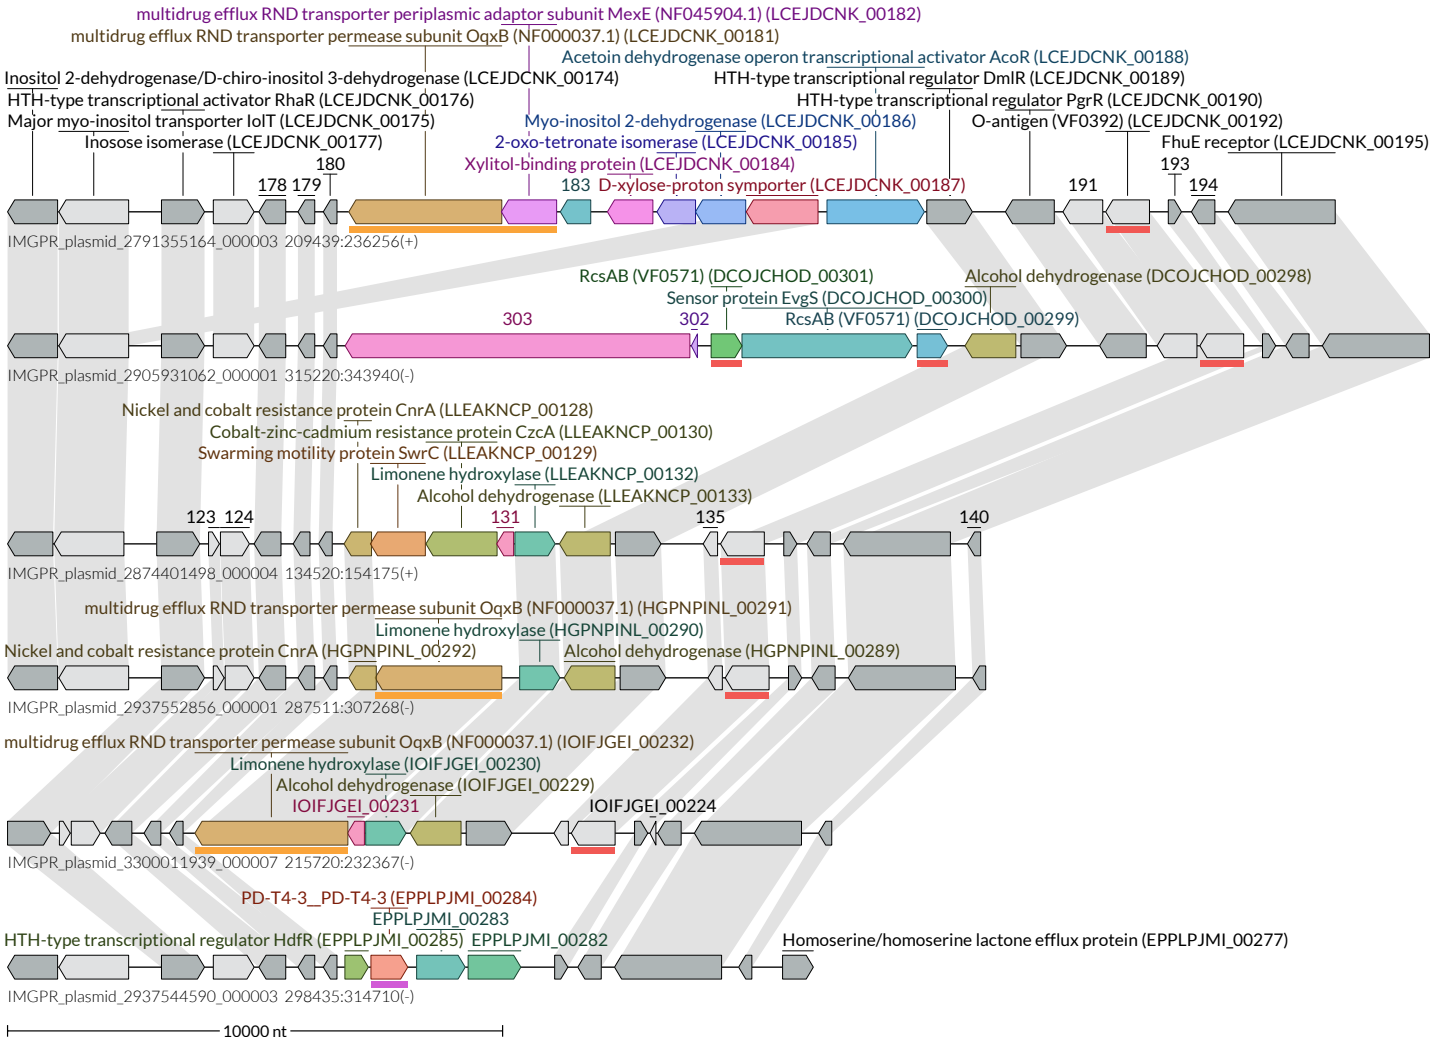 multidrug efflux RND transporter periplasmic adaptor subunit MexE (NF045904.1) (LCEJDCNK_00182)
multidrug efflux RND transporter permease subunit OqxB (NF000037.1) (LCEJDCNK_00181)
Acetoin dehydrogenase operon transcriptional activator AcoR (LCEJDCNK_00188)
Inositol 2-dehydrogenase/D-chiro-inositol 3-dehydrogenase (LCEJDCNK_00174) HTH-type transcriptional regulator DmlR (LCEJDCNK_00189)
HTH-type transcriptional activator RhaR (LCEJDCNK_00176) HTH-type transcriptional regulator PgrR (LCEJDCNK_00190)
Major myo-inositol transporter IolT (LCEJDCNK_00175) Myo-inositol 2-dehydrogenase (LCEJDCNK_00186) O-antigen (VF0392) (LCEJDCNK_00192)
Inosose isomerase (LCEJDCNK_00177) 2-oxo-tetronate isomerase (LCEJDCNK_00185) FhuE receptor (LCEJDCNK_00195)
180 Xylitol-binding protein (LCEJDCNK_00184) 193
178 179 183 D-xylose-proton symporter (LCEJDCNK_00187) 191 194
IMGPR_plasmid_2791355164_000003 209439:236256(+)
RcsAB (VF0571) (DCOJCHOD_00301) Alcohol dehydrogenase (DCOJCHOD_00298)
Sensor protein EvgS (DCOJCHOD_00300)
303 302 RcsAB (VF0571) (DCOJCHOD_00299)
IMGPR_plasmid_2905931062_000001 315220:343940(-)
Nickel and cobalt resistance protein CnrA (LLEAKNCP_00128)
Cobalt-zinc-cadmium resistance protein CzcA (LLEAKNCP_00130)
Swarming motility protein SwrC (LLEAKNCP_00129)
Limonene hydroxylase (LLEAKNCP_00132)
Alcohol dehydrogenase (LLEAKNCP_00133)
123 124 131 135 140
IMGPR_plasmid_2874401498_000004 134520:154175(+)
multidrug efflux RND transporter permease subunit OqxB (NF000037.1) (HGPNPINL_00291)
Limonene hydroxylase (HGPNPINL_00290)
Nickel and cobalt resistance protein CnrA (HGPNPINL_00292) Alcohol dehydrogenase (HGPNPINL_00289)
IMGPR_plasmid_2937552856_000001 287511:307268(-)
multidrug efflux RND transporter permease subunit OqxB (NF000037.1) (IOIFJGEI_00232)
Limonene hydroxylase (IOIFJGEI_00230)
Alcohol dehydrogenase (IOIFJGEI_00229)
IOIFJGEI_00231 IOIFJGEI_00224
IMGPR_plasmid_3300011939_000007 215720:232367(-)
PD-T4-3__PD-T4-3 (EPPLPJMI_00284)
EPPLPJMI_00283
HTH-type transcriptional regulator HdfR (EPPLPJMI_00285) EPPLPJMI_00282 Homoserine/homoserine lactone efflux protein (EPPLPJMI_00277)
IMGPR_plasmid_2937544590_000003 298435:314710(-)
10000 nt